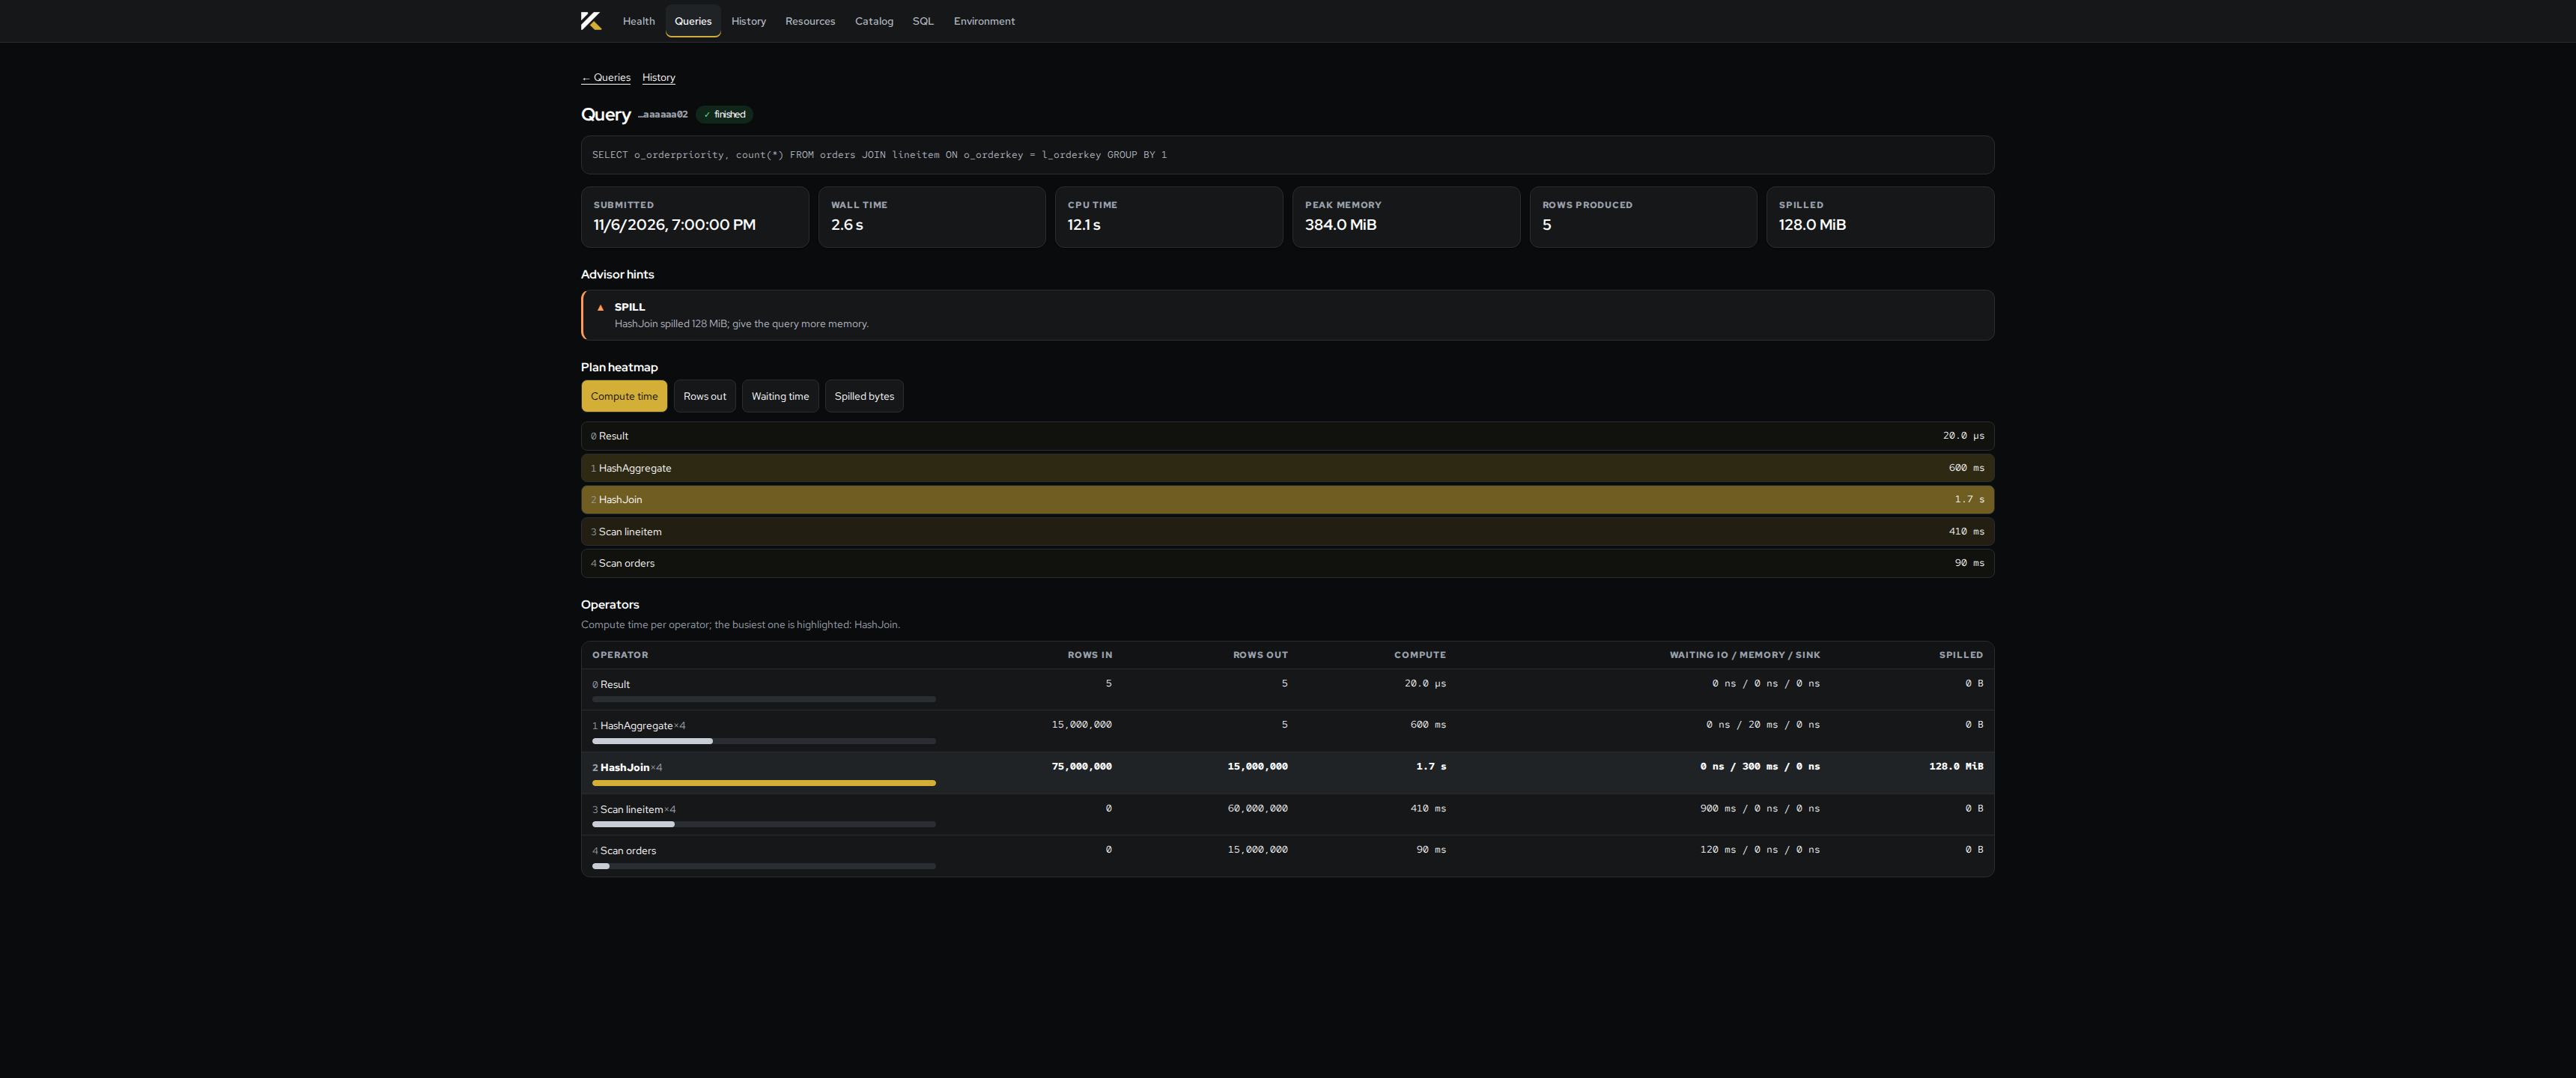 Health Queries History Resources Catalog SQL Environment
← Queries History
Query …aaaaaa02 ✓ finished
SELECT o_orderpriority, count(*) FROM orders JOIN lineitem ON o_orderkey = l_orderkey GROUP BY 1
SUBMITTED WALL TIME CPU TIME PEAK MEMORY ROWS PRODUCED SPILLED
11/6/2026, 7:00:00 PM 2.6 s 12.1 s 384.0 MiB 5 128.0 MiB
Advisor hints
▲ SPILL
HashJoin spilled 128 MiB; give the query more memory.
Plan heatmap
Compute time Rows out Waiting time Spilled bytes
0 Result 20.0 µs
1 HashAggregate 600 ms
2 HashJoin 1.7 s
3 Scan lineitem 410 ms
4 Scan orders 90 ms
Operators
Compute time per operator; the busiest one is highlighted: HashJoin.
OPERATOR ROWS IN ROWS OUT COMPUTE WAITING IO / MEMORY / SINK SPILLED
0 Result 5 5 20.0 µs 0 ns / 0 ns / 0 ns 0 B
1 HashAggregate×4 15,000,000 5 600 ms 0 ns / 20 ms / 0 ns 0 B
2 HashJoin×4 75,000,000 15,000,000 1.7 s 0 ns / 300 ms / 0 ns 128.0 MiB
3 Scan lineitem×4 0 60,000,000 410 ms 900 ms / 0 ns / 0 ns 0 B
4 Scan orders 0 15,000,000 90 ms 120 ms / 0 ns / 0 ns 0 B